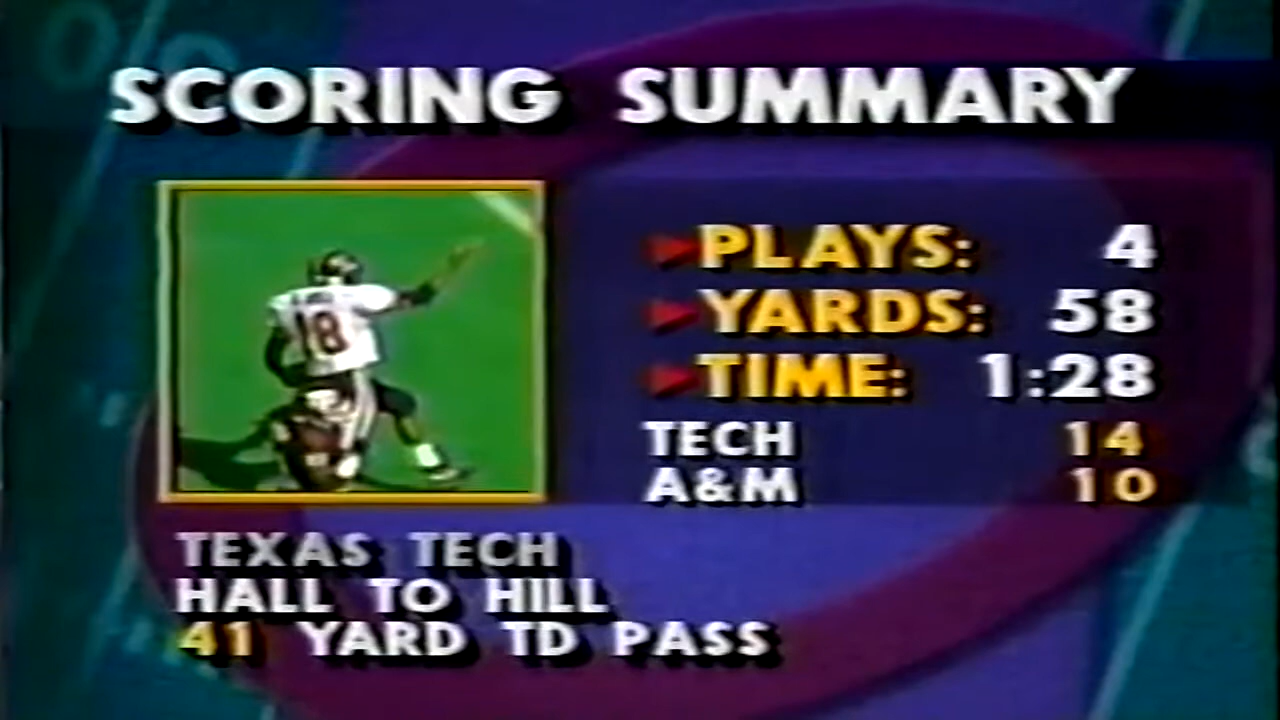 SCORING SUMMARY
18
PLAYS: 4
YARDS: 58
TIME: 1:28
TECH 14
A&M 10
TEXAS TECH
HALL TO HILL
41 YARD TD PASS